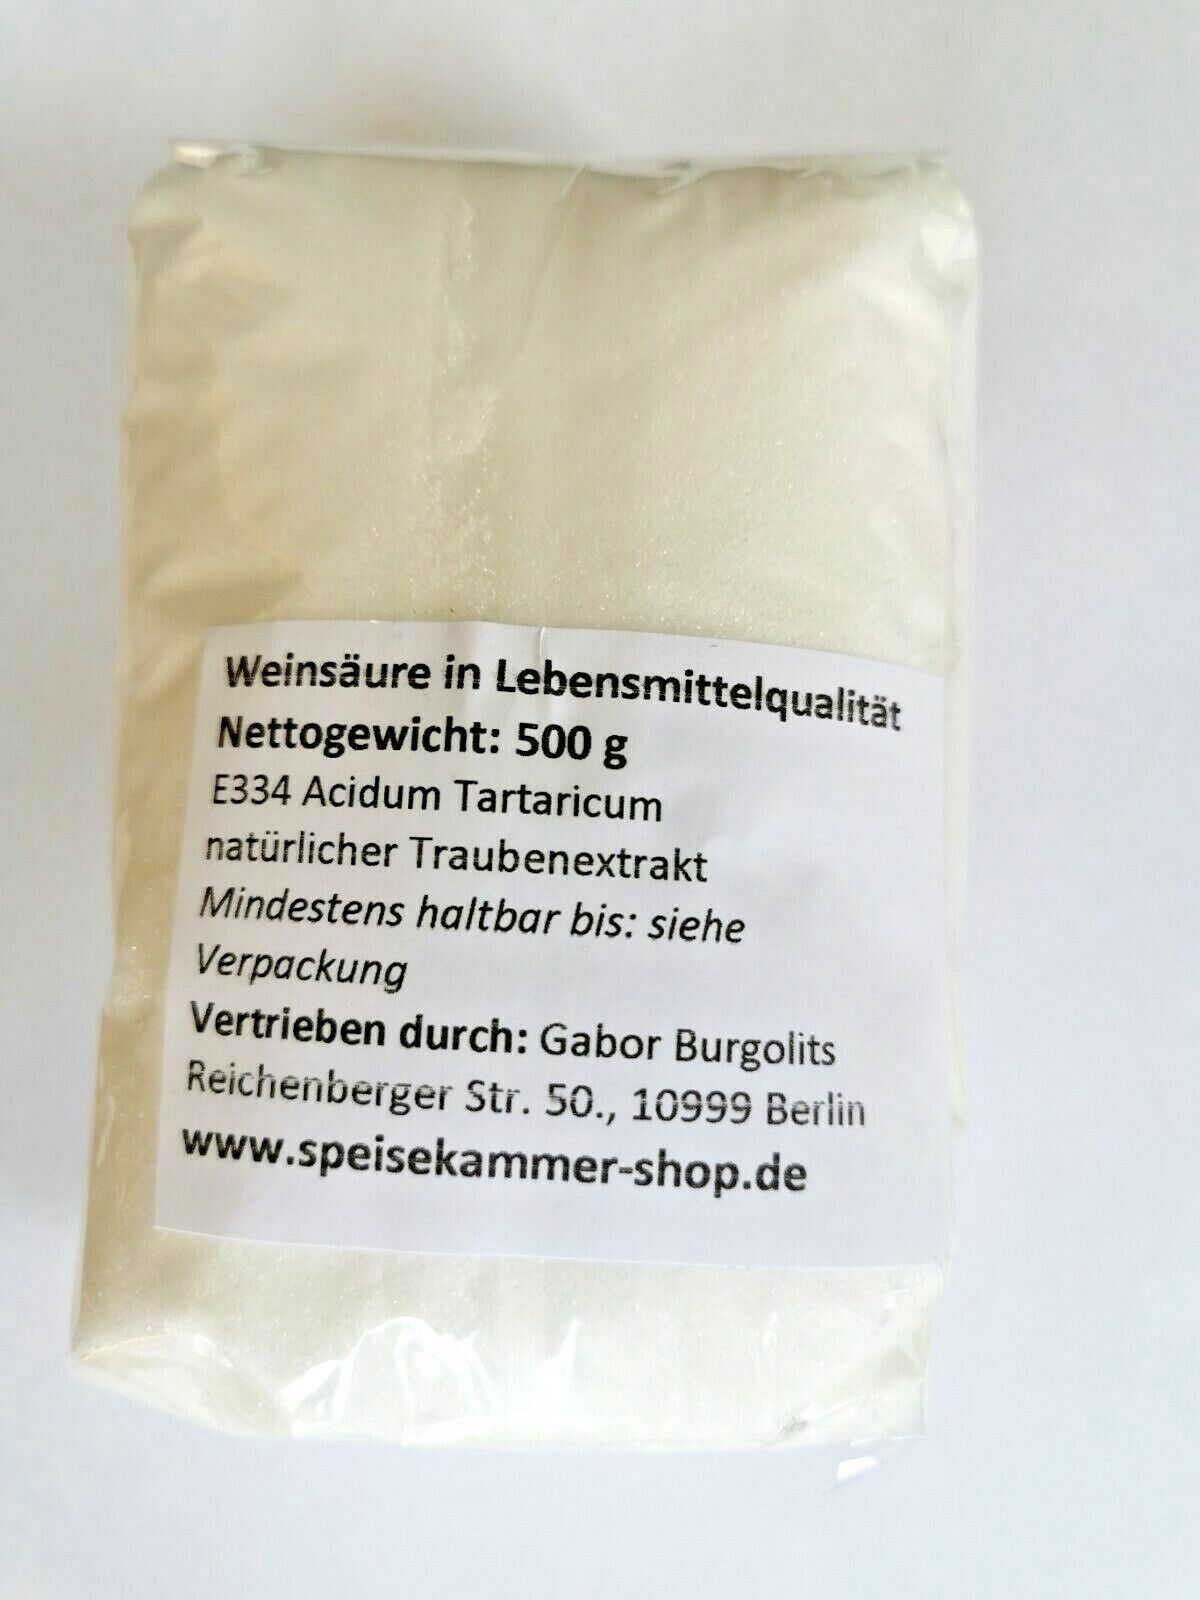 Weinsäure in Lebensmittelqualität
Nettogewicht: 500 g
E334 Acidum Tartaricum
natürlicher Traubenextrakt
Mindestens haltbar bis: siehe
Verpackung
Vertrieben durch: Gabor Burgolits
Reichenberger Str. 50., 10999 Berlin
www.speisekammer-shop.de